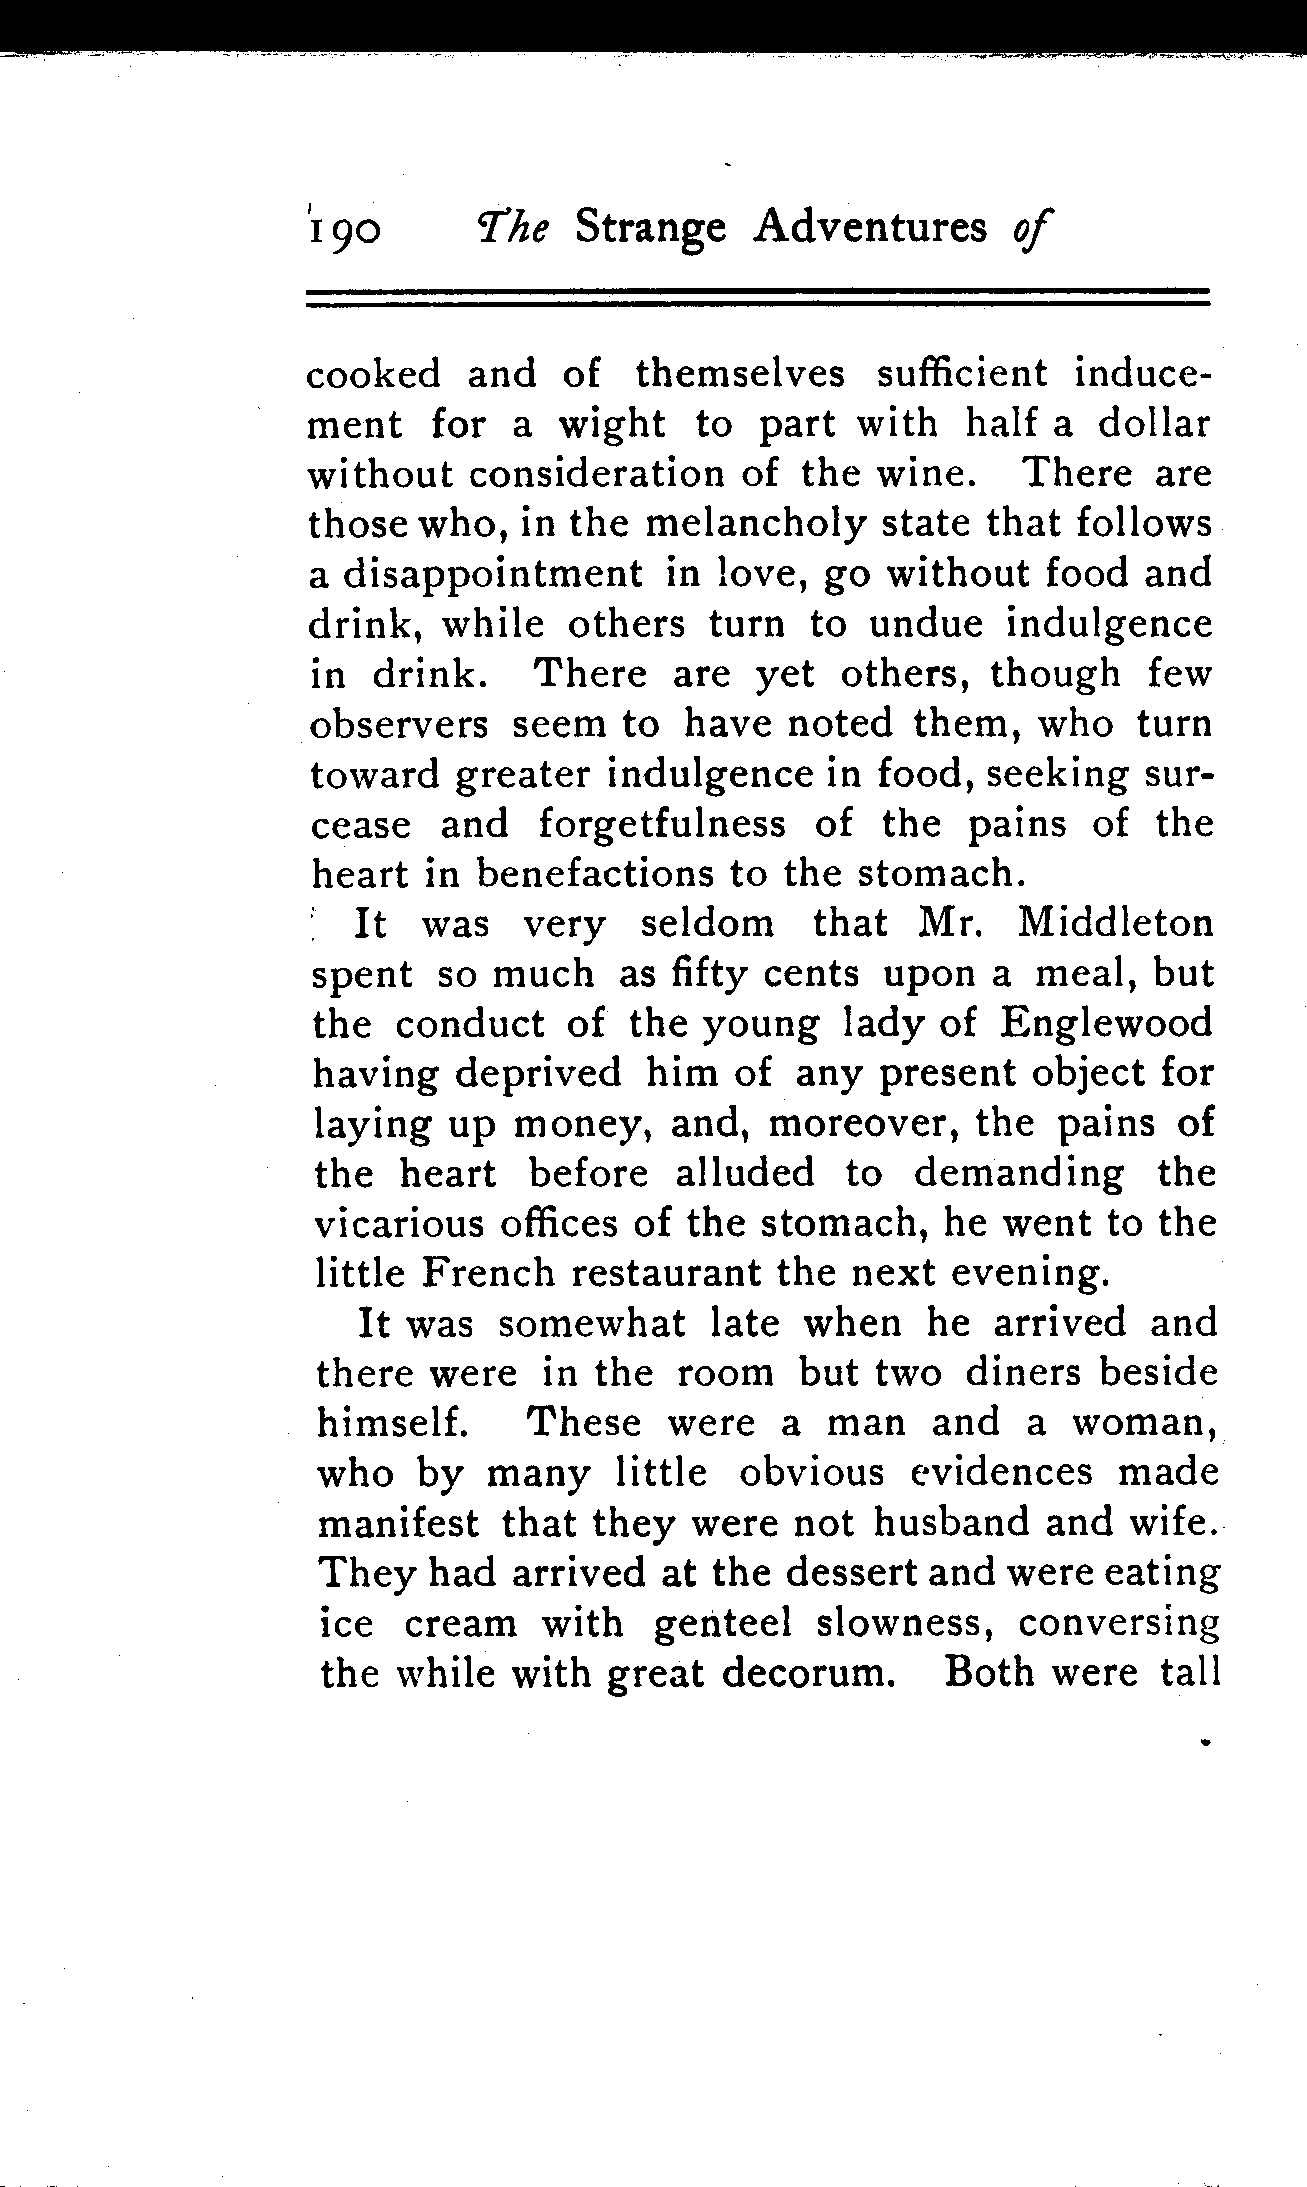 190 The Strange Adventures of
cooked and of themselves sufficient induce-
ment for a wight to part with half a dollar
without consideration of the wine. There are
those who, in the melancholy state that follows
a disappointment in love, go without food and
drink, while others turn to undue indulgence
in drink. There are yet others, though few
observers seem to have noted them, who turn
toward greater indulgence in food, seeking sur-
cease and forgetfulness of the pains of the
heart in benefactions to the stomach.
It was very seldom that Mr. Middleton
spent so much as fifty cents upon a meal, but
the conduct of the young lady of Englewood
having deprived him of any present object for
laying up money, and, moreover, the pains of
the heart before alluded to demanding the
vicarious offices of the stomach, he went to the
little French restaurant the next evening.
It was somewhat late when he arrived and
there were in the room but two diners beside
himself. These were a man and a woman,
who by many little obvious evidences made
manifest that they were not husband and wife.
They had arrived at the dessert and were eating
ice cream with genteel slowness, conversing
the while with great decorum. Both were tall